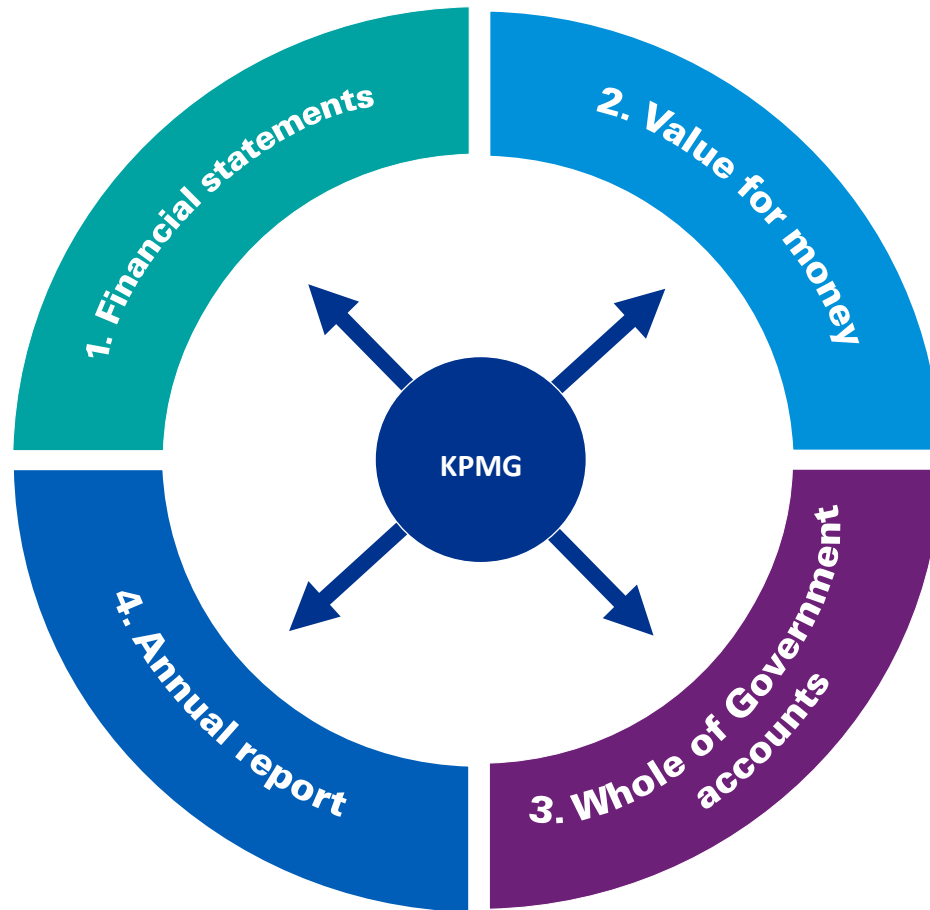 1. Financial statements
2. Value for money
KPMG
3. Whole of Government
accounts
4. Annual report